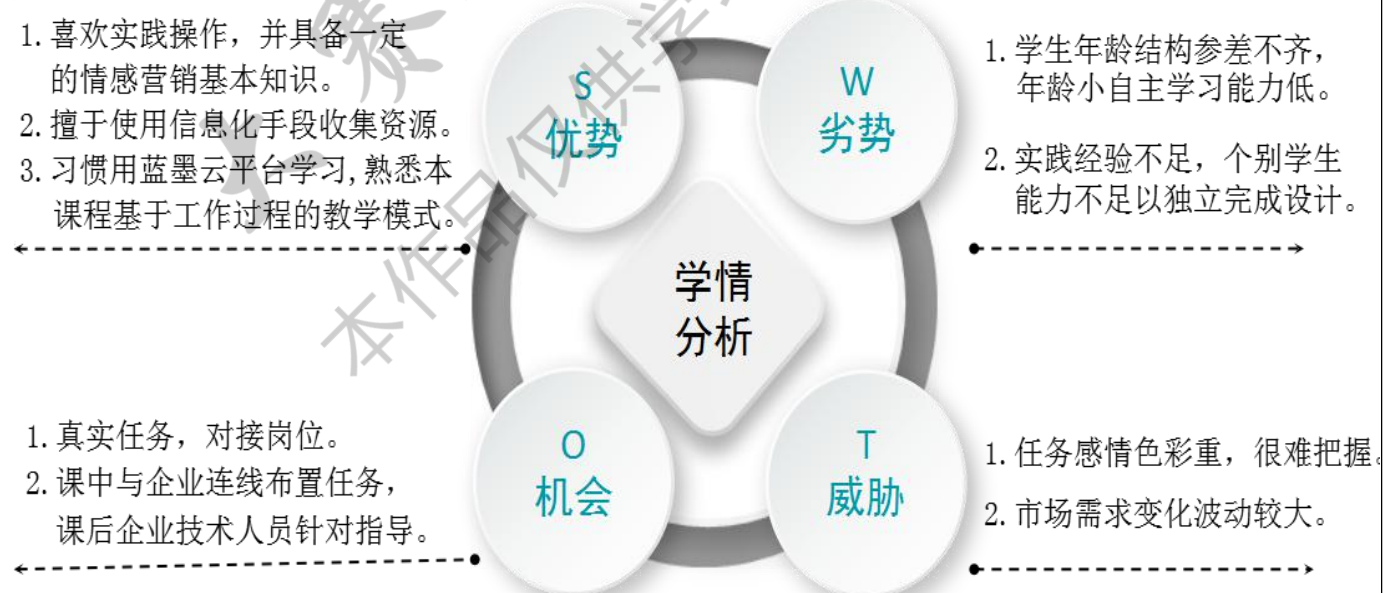 1.喜欢实践操作，并具备一定
的情感营销基本知识。
2.擅于使用信息化手段收集资源。
3.习惯用蓝墨云平台学习,熟悉本
课程基于工作过程的教学模式。
S
优势
W
劣势
1.学生年龄结构参差不齐，
年龄小自主学习能力低。
2.实践经验不足，个别学生
能力不足以独立完成设计。
学情
分析
1.真实任务，对接岗位。
2.课中与企业连线布置任务，
课后企业技术人员针对指导。
O
机会
T
威胁
1.任务感情色彩重，很难把握。
2.市场需求变化波动较大。
大赛
本作品仅供学